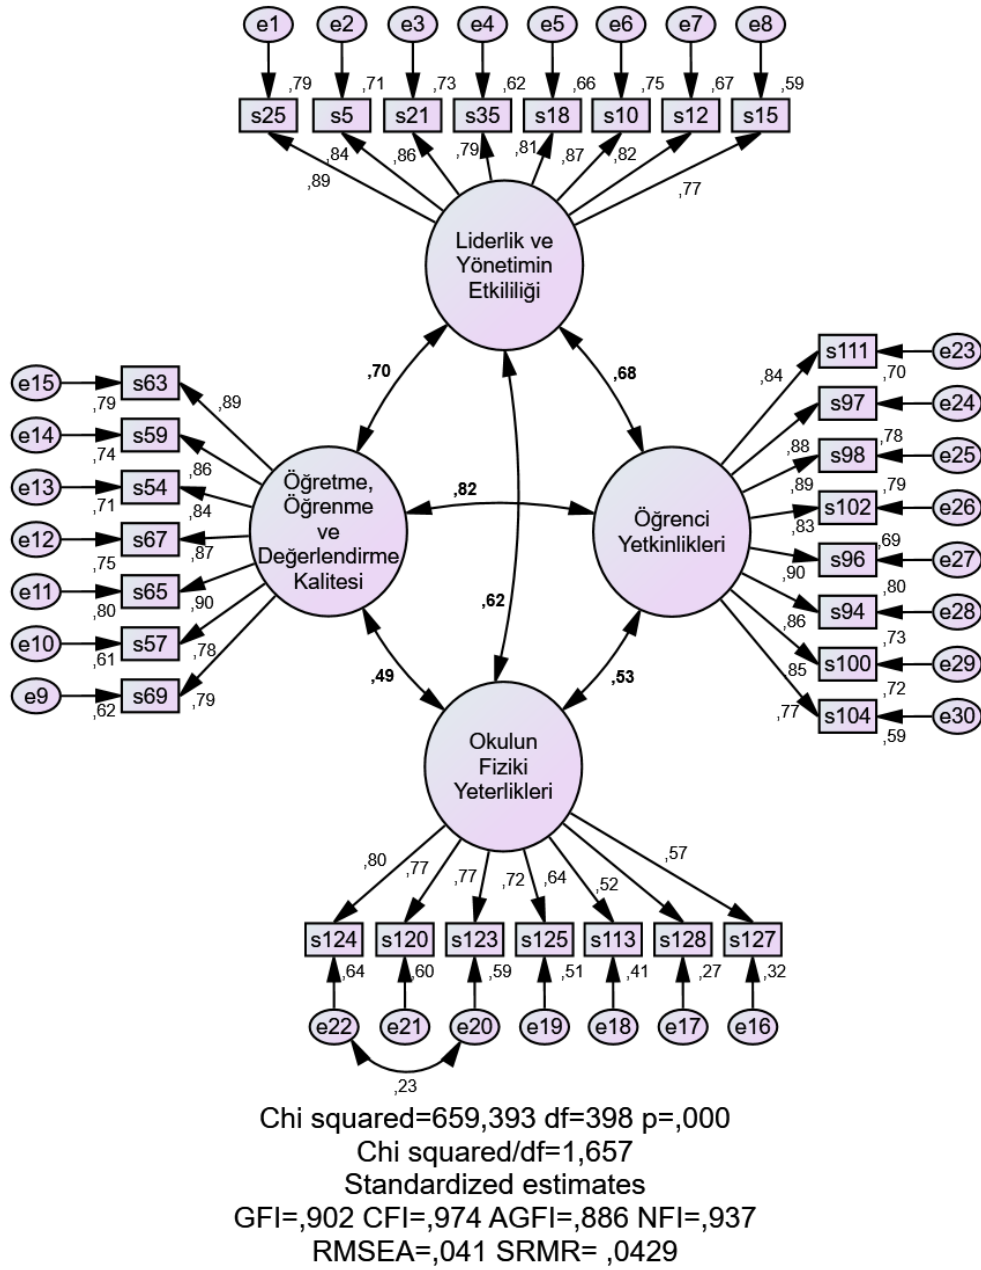 e1 e2 e3 e4 e5 e6 e7 e8
,79 ,71 ,73 ,62 ,66 ,75 ,67 ,59
s25 s5 s21 s35 s18 s10 s12 s15
,89 ,84 ,86 ,79 ,81 ,87 ,82 ,77
Liderlik ve
Yönetimin
Etkililiği
,70
,68
,82
,62
,49
,53
e15 s63
,79 ,89
e14 s59
,74 ,86
e13 s54
,71 ,84
e12 s67
,75 ,87
e11 s65
,80 ,90
e10 s57
,61 ,78
e9 s69
,62 ,79
Öğretme,
Öğrenme
ve
Değerlendirme
Kalitesi
Öğrenci
Yetkinlikleri
s111 e23
,84 ,70
s97 e24
,88 ,78
s98 e25
,89 ,79
s102 e26
,83 ,69
s96 e27
,90 ,80
s94 e28
,86 ,73
s100 e29
,85 ,72
s104 e30
,77 ,59
Okulun
Fiziki
Yeterlikleri
,80 ,77 ,77 ,72 ,64 ,52 ,57
s124 s120 s123 s125 s113 s128 s127
,64 ,60 ,59 ,51 ,41 ,27 ,32
e22 e21 e20 e19 e18 e17 e16
,23
Chi squared=659,393 df=398 p=,000
Chi squared/df=1,657
Standardized estimates
GFI=,902 CFI=,974 AGFI=,886 NFI=,937
RMSEA=,041 SRMR= ,0429